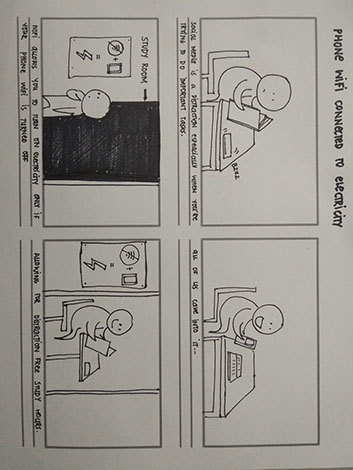 PHONE WIFI CONNECTED TO ELECTRICITY
BZZZ
SOCIAL MEDIA IS A DISTRACTION ESPECIALLY WHEN YOU'RE
TRYING TO DO IMPORTANT TASKS.
ALL OF US CAVE INTO IT...
STUDY ROOM
NUFI ALLOWS YOU TO TURN ON ELECTRICITY ONLY IF
YOUR PHONE WIFI IS TURNED OFF
ALLOWING FOR DISTRACTION FREE STUDY HOURS.